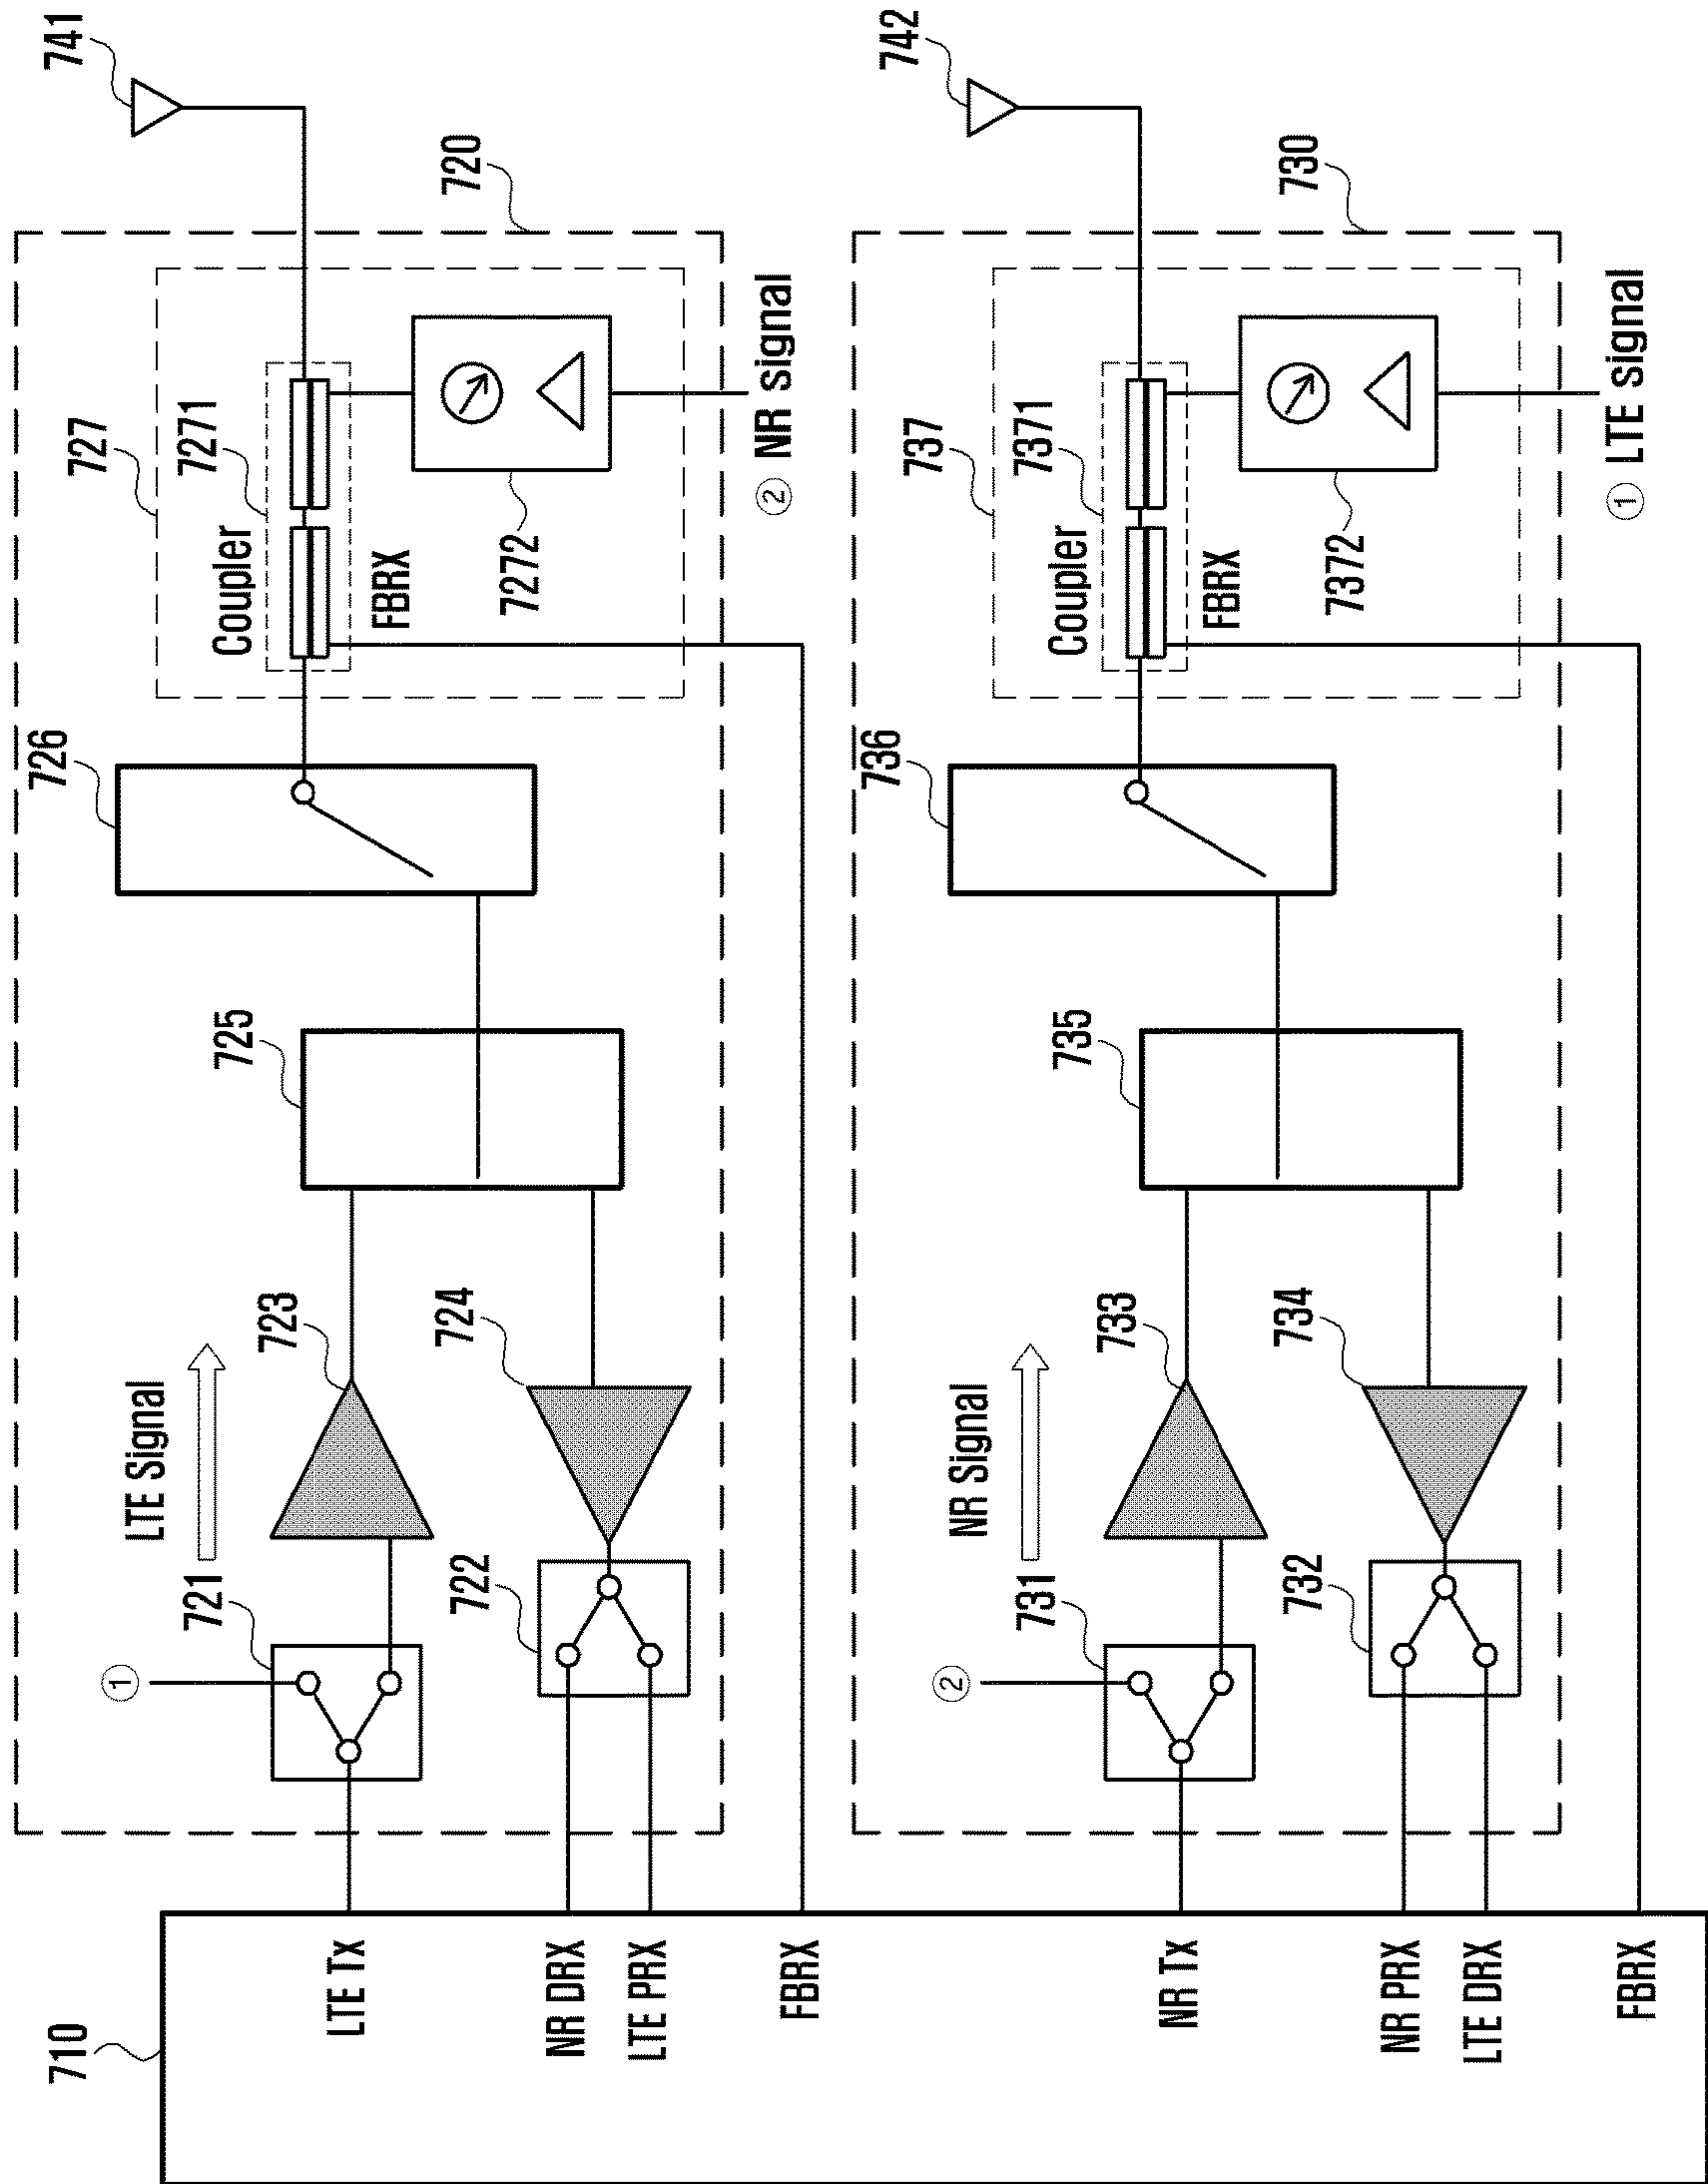 710
LTE Tx
NR DRX
LTE PRX
FBRX
NR Tx
NR PRX
LTE DRX
FBRX
720
①
721
722
LTE Signal
723
724
725
726
727
Coupler
7271
FBRX
7272
② NR signal
741
730
②
731
732
NR Signal
733
734
735
736
737
Coupler
7371
FBRX
7372
① LTE signal
742